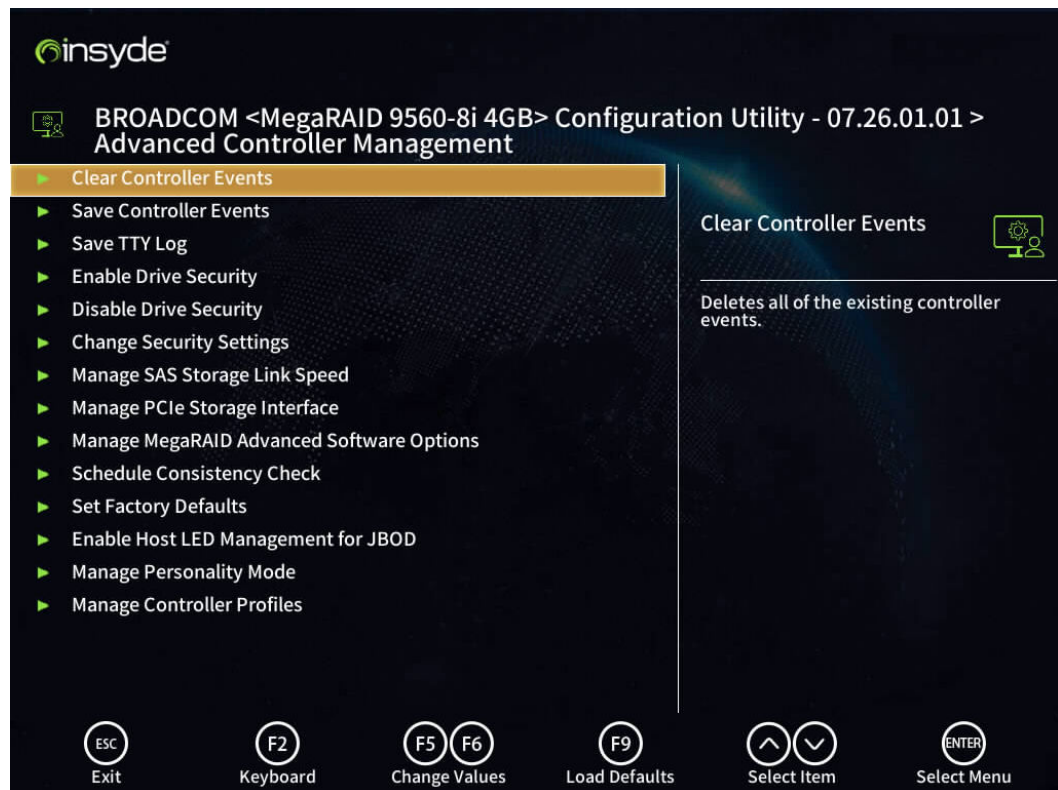 insyde
BROADCOM <MegaRAID 9560-8i 4GB> Configuration Utility - 07.26.01.01 >
Advanced Controller Management
Clear Controller Events
Save Controller Events
Save TTY Log
Enable Drive Security
Disable Drive Security
Change Security Settings
Manage SAS Storage Link Speed
Manage PCIe Storage Interface
Manage MegaRAID Advanced Software Options
Schedule Consistency Check
Set Factory Defaults
Enable Host LED Management for JBOD
Manage Personality Mode
Manage Controller Profiles
Clear Controller Events
Deletes all of the existing controller
events.
ESC F2 F5 F6 F9 ENTER
Exit Keyboard Change Values Load Defaults Select Item Select Menu